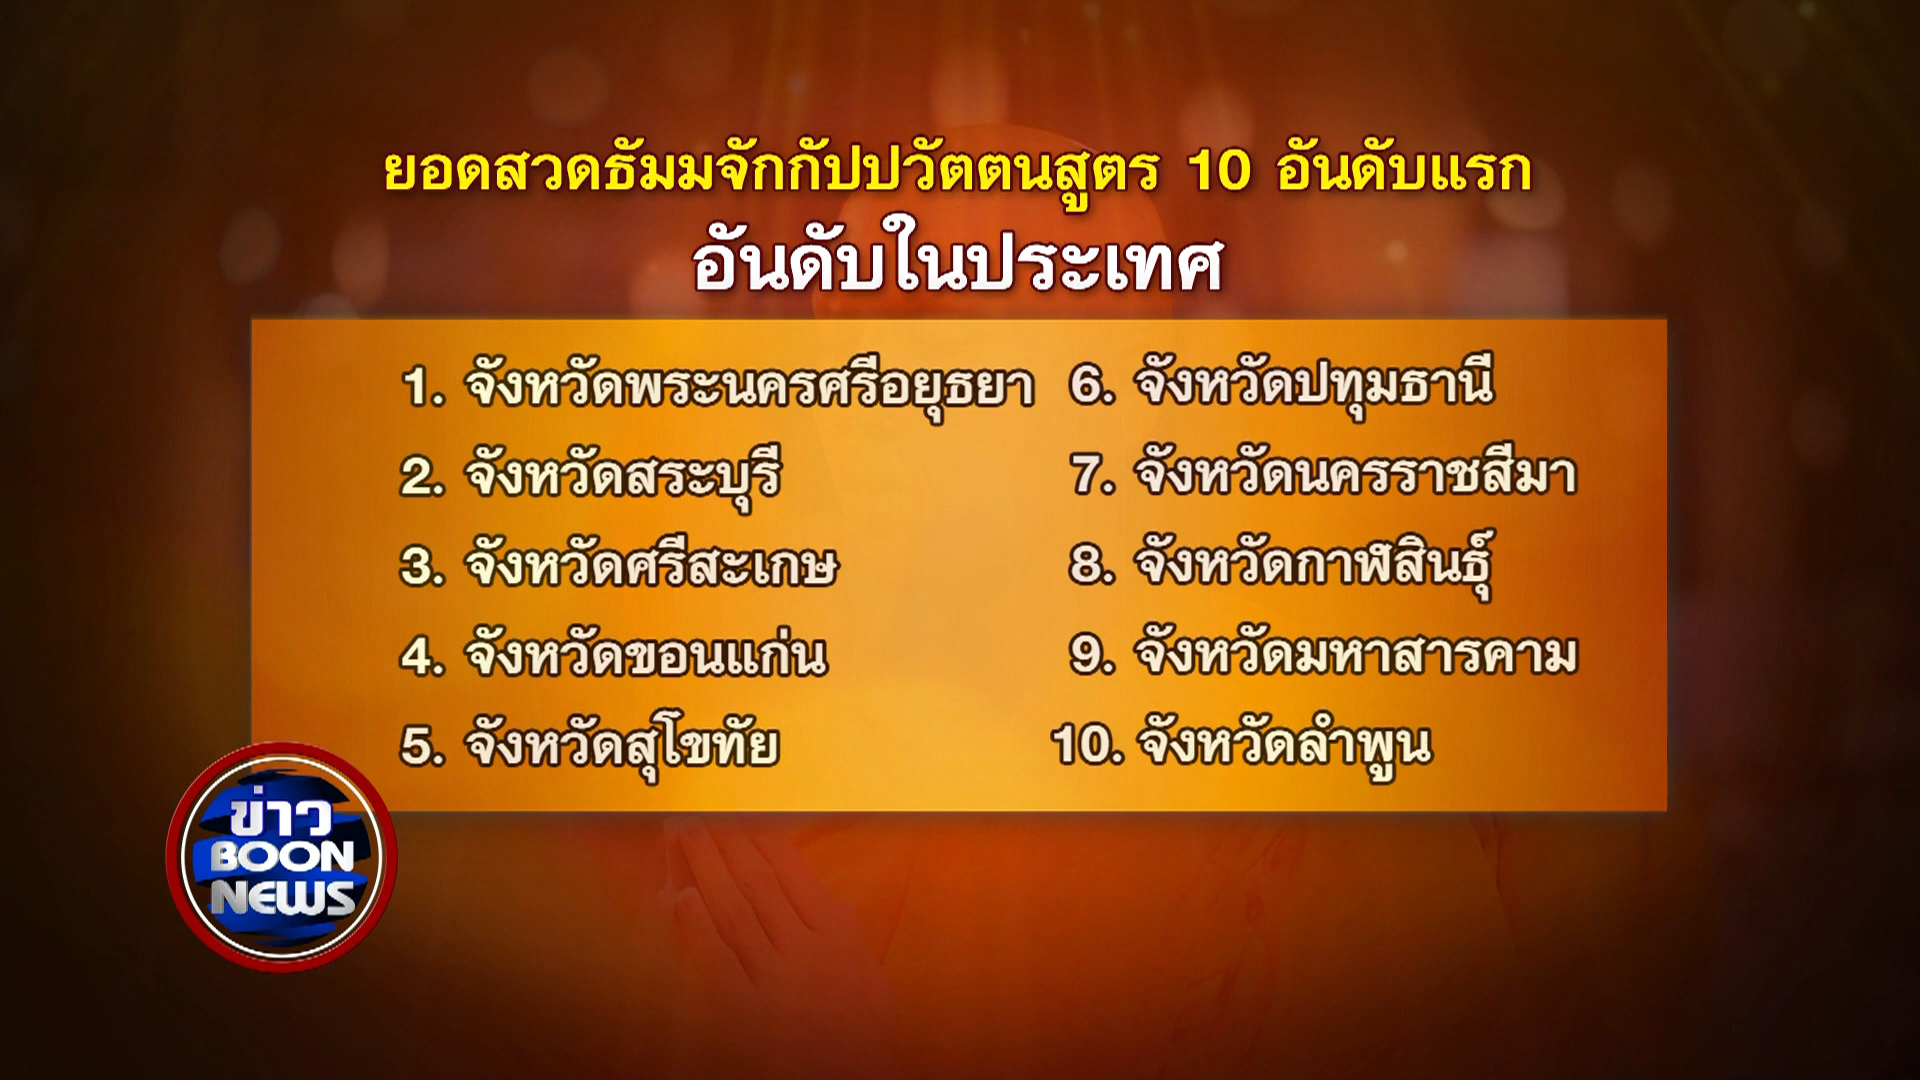 ยอดสวดธัมมจักกัปปวัตตนสูตร 10 อันดับแรก
อันดับในประเทศ
1. จังหวัดพระนครศรีอยุธยา
2. จังหวัดสระบุรี
3. จังหวัดศรีสะเกษ
4. จังหวัดขอนแก่น
5. จังหวัดสุโขทัย
6. จังหวัดปทุมธานี
7. จังหวัดนครราชสีมา
8. จังหวัดกาฬสินธุ์
9. จังหวัดมหาสารคาม
10. จังหวัดลำพูน
ข่าว
BOON
NEWS